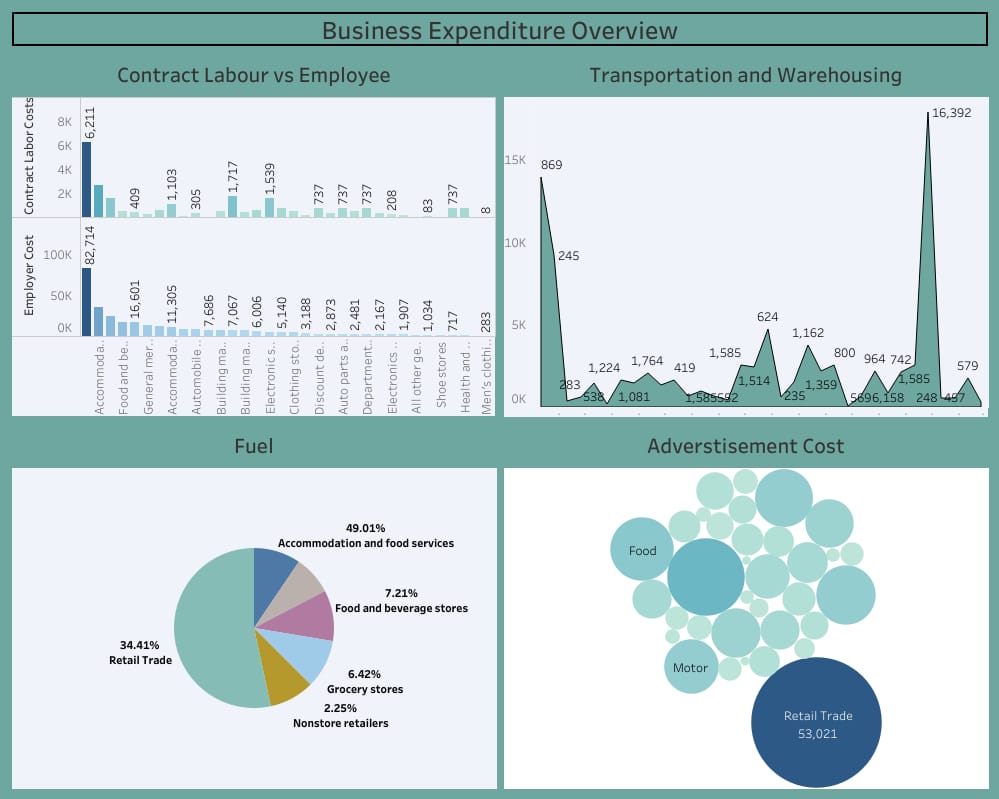 Business Expenditure Overview
Contract Labour vs Employee
Contract Labor Costs
8K
6K
4K
2K
6,211
409
1,103
305
1,717
1,539
737
737
737
208
83
737
8
Employer Cost
100K
50K
0K
82,714
16,601
11,305
7,686
7,067
6,006
5,140
3,188
2,873
2,481
2,167
1,907
1,034
717
283
Accommoda..
Food and be..
General mer..
Accommoda..
Automobile ..
Building ma..
Building ma..
Electronic s..
Clothing sto..
Discount de..
Auto parts a..
Department..
Electronics ..
All other ge..
Shoe stores
Health and ..
Men's clothi..
Transportation and Warehousing
15K
10K
5K
0K
869
245
283
538
1,224
1,081
1,764
419
1,585
552
1,585
1,514
624
235
1,162
1,359
800
569
6,158
964
742
1,585
248
16,392
457
579
Fuel
49.01%
Accommodation and food services
7.21%
Food and beverage stores
6.42%
Grocery stores
2.25%
Nonstore retailers
34.41%
Retail Trade
Adverstisement Cost
Food
Motor
Retail Trade
53,021